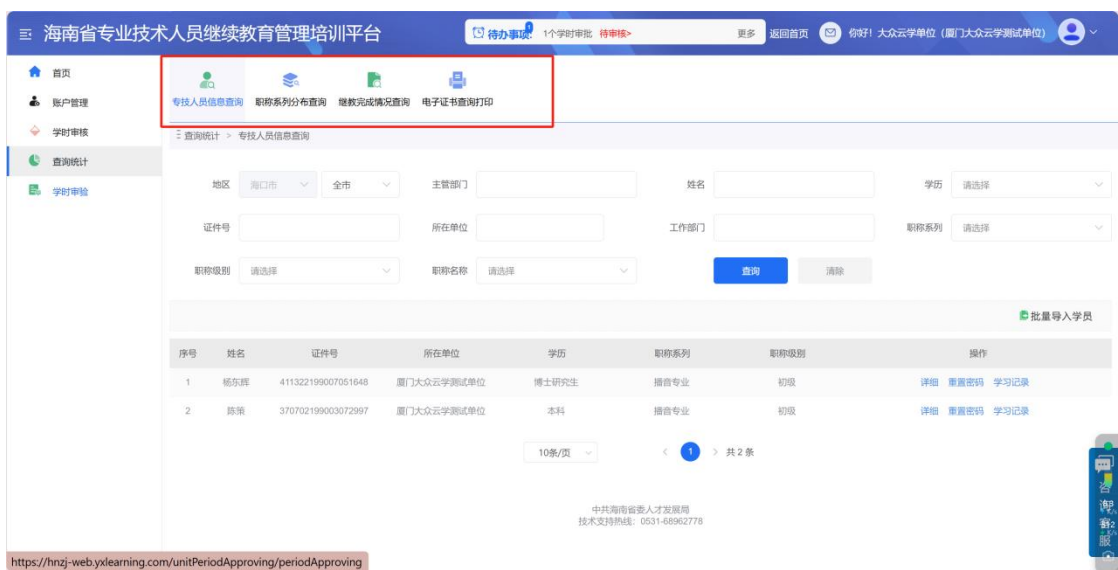 海南省专业技术人员继续教育管理培训平台
待办事项 1 1个学时审批 待审核> 更多 返回首页 你好! 大众云学单位 (厦门大众云学测试单位)
首页
账户管理
学时审核
查询统计
学时审验
专技人员信息查询 职称系列分布查询 继教完成情况查询 电子证书查询打印
查询统计 > 专技人员信息查询
地区 海口市 全市 主管部门 姓名 学历 请选择
证件号 所在单位 工作部门 职称系列 请选择
职称级别 请选择 职称名称 请选择 查询 清除
批量导入学员
序号 姓名 证件号 所在单位 学历 职称系列 职称级别 操作
1 杨东辉 411322199007051648 厦门大众云学测试单位 博士研究生 播音专业 初级 详细 重置密码 学习记录
2 陈策 370702199003072997 厦门大众云学测试单位 本科 播音专业 初级 详细 重置密码 学习记录
10条/页 < 1 > 共 2 条
中共海南省委人才发展局
技术支持热线: 0531-68962778
咨询客服
https://hnzj-web.yxlearning.com/unitPeriodApproving/periodApproving